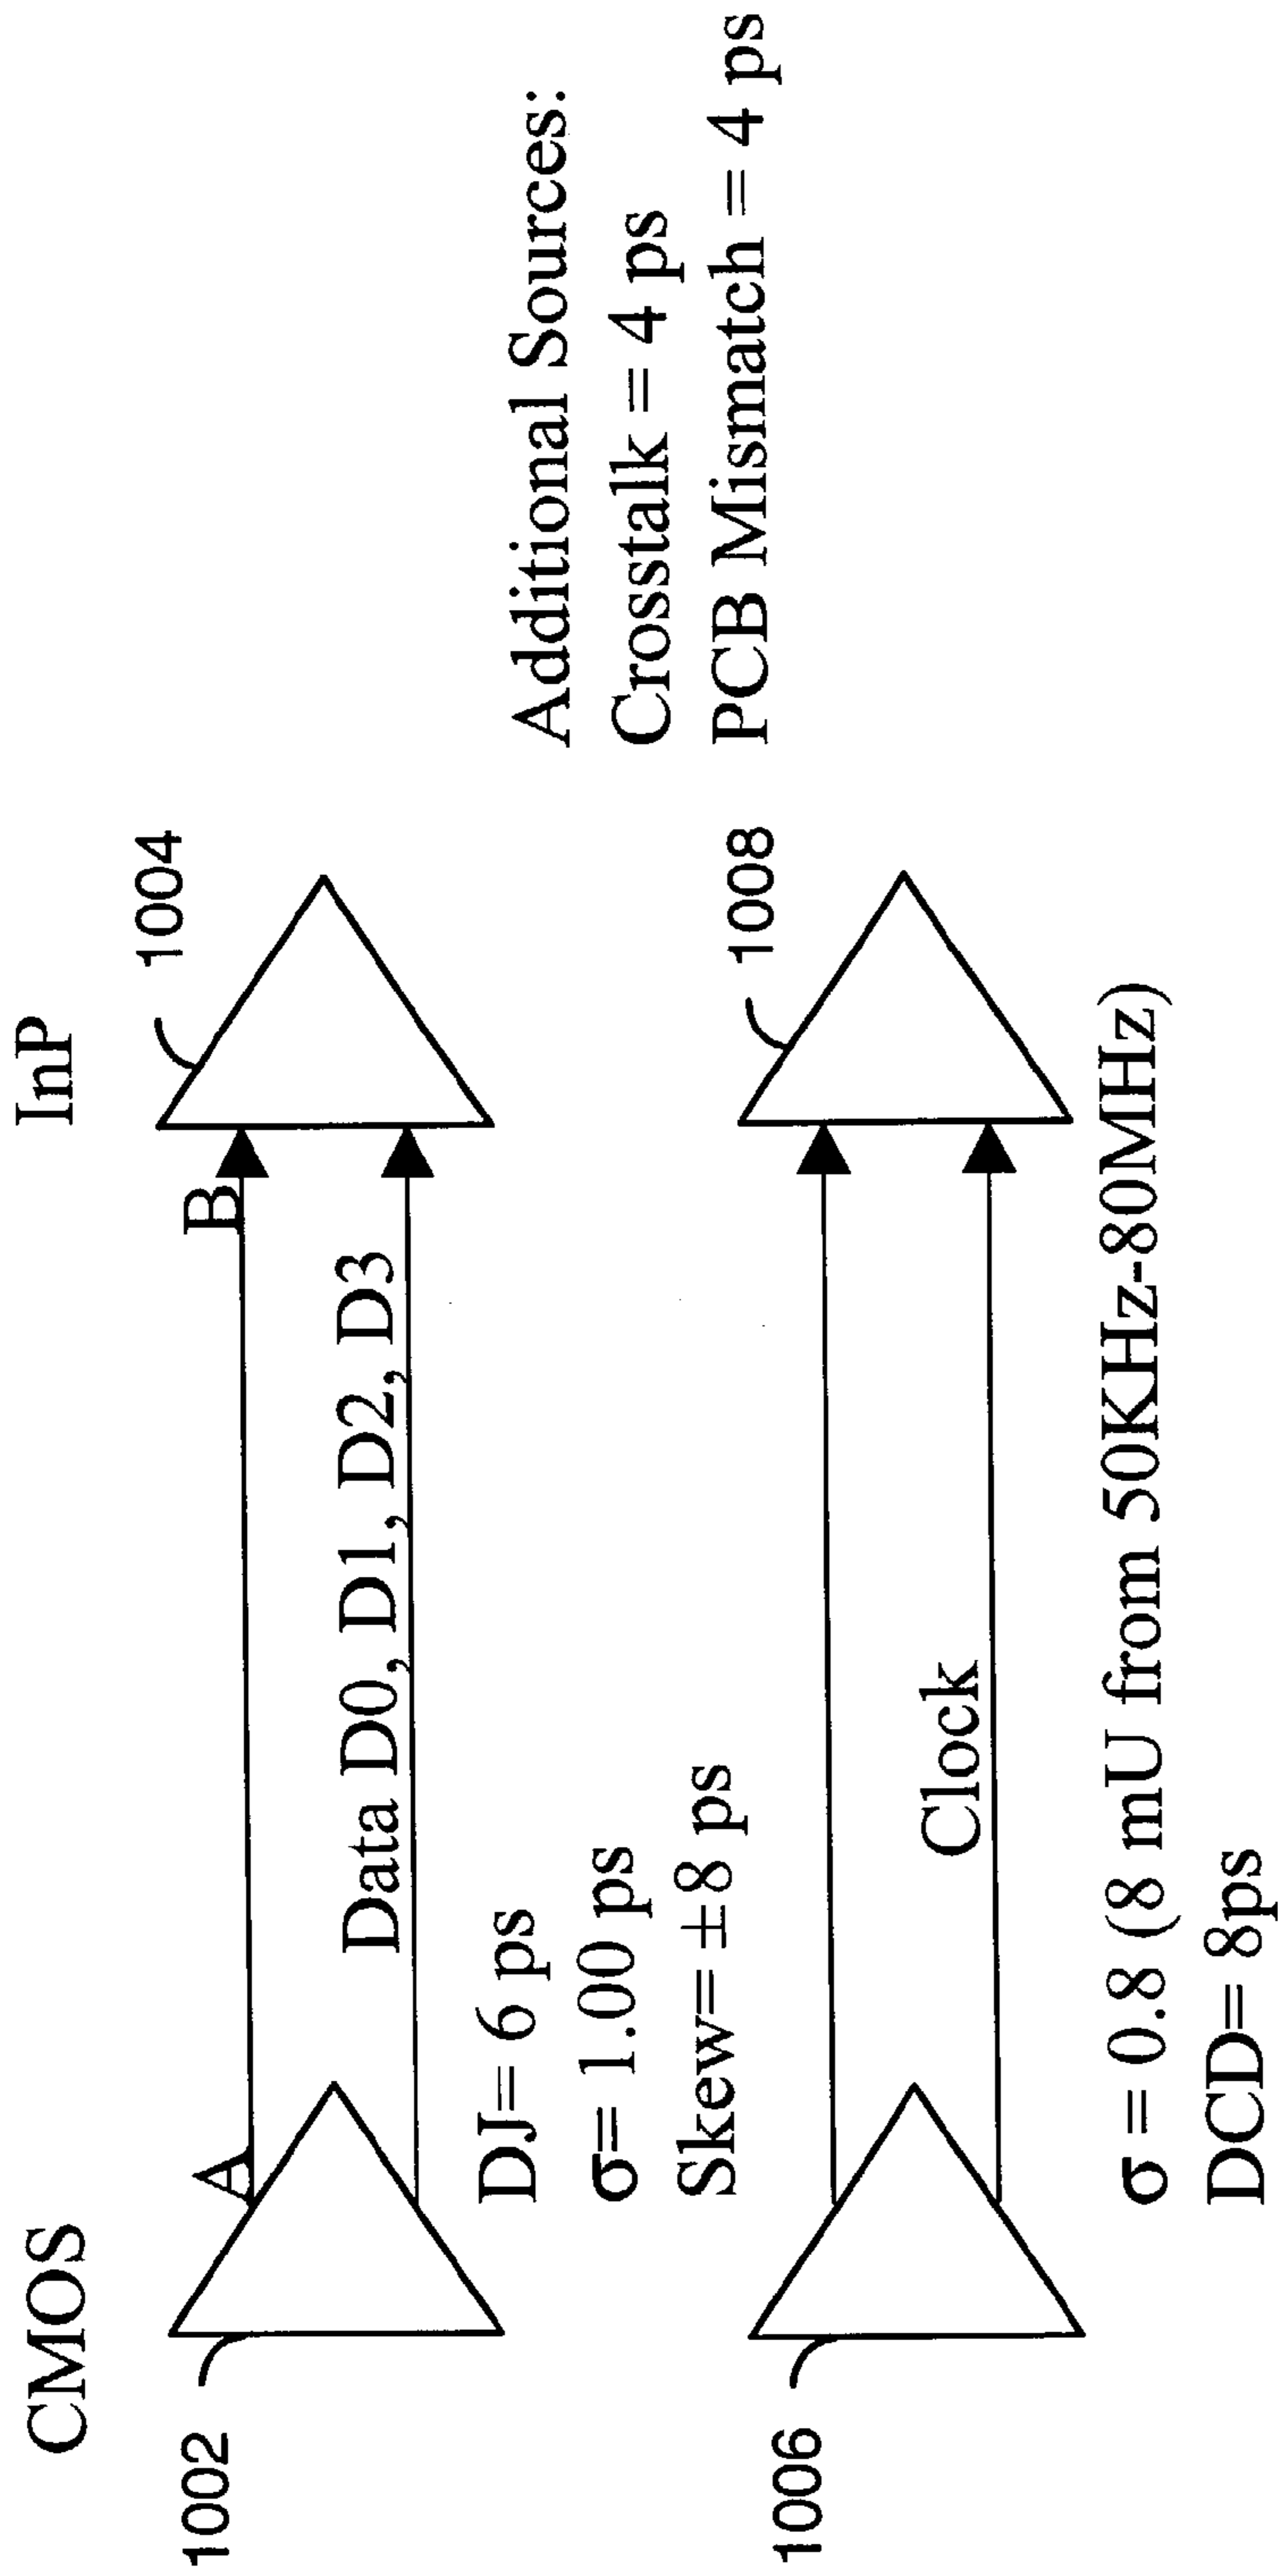 CMOS
InP
1002
A
B
1004
Data D0, D1, D2, D3
DJ= 6 ps
σ= 1.00 ps
Skew= ±8 ps
Additional Sources:
Crosstalk = 4 ps
PCB Mismatch = 4 ps
1006
1008
Clock
σ = 0.8 (8 mU from 50KHz-80MHz)
DCD= 8ps